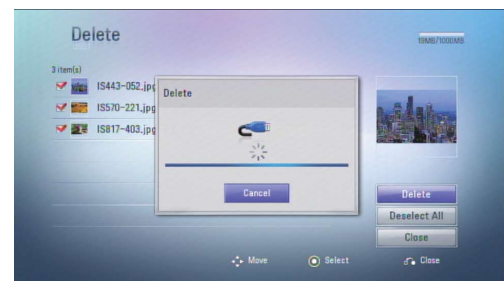 Delete
19MB/1000MB
3 item(s)
IS443-052.jpg
IS570-221.jpg
IS817-403.jpg
Delete
Cancel
Delete
Deselect All
Close
Move
Select
Close